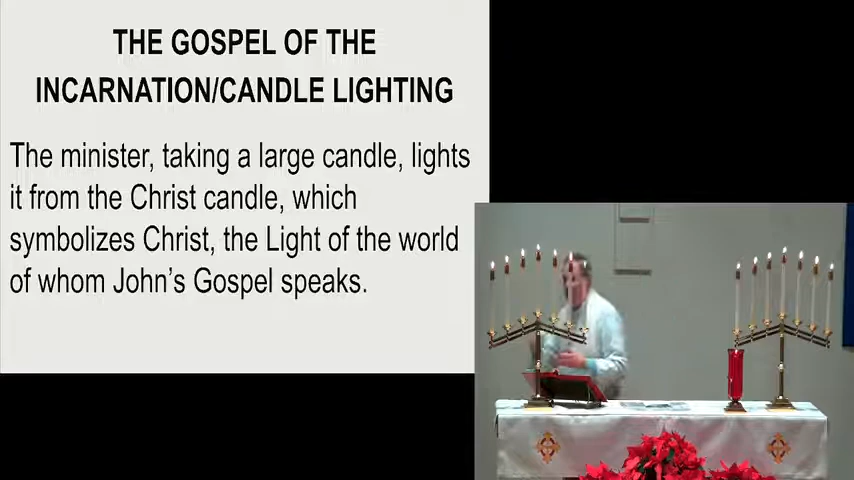 THE GOSPEL OF THE
INCARNATION/CANDLE LIGHTING
The minister, taking a large candle, lights
it from the Christ candle, which
symbolizes Christ, the Light of the world
of whom John's Gospel speaks.